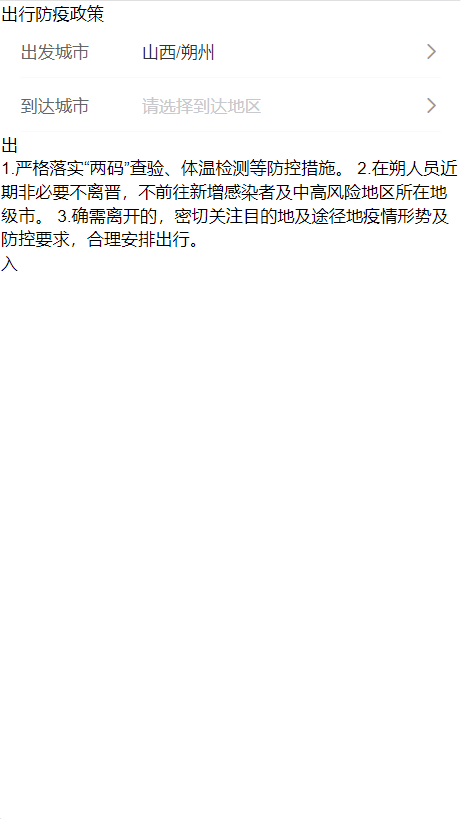 出行防疫政策
出发城市 山西/朔州
到达城市 请选择到达地区
出
1.严格落实“两码”查验、体温检测等防控措施。 2.在朔人员近
期非必要不离晋，不前往新增感染者及中高风险地区所在地
级市。 3.确需离开的，密切关注目的地及途径地疫情形势及
防控要求，合理安排出行。
入